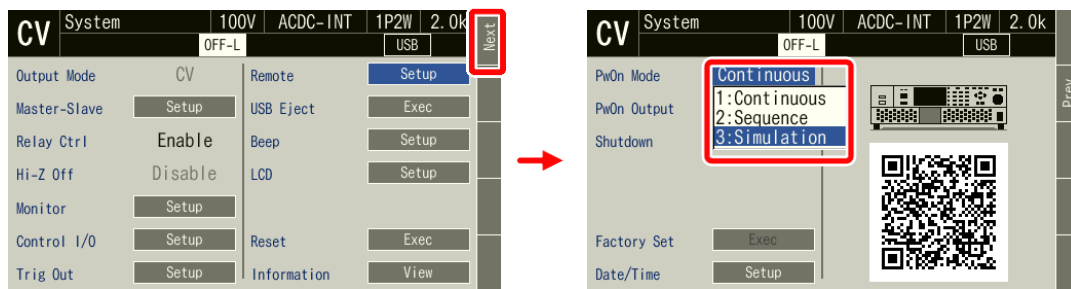 CV System 100V ACDC-INT 1P2W 2.0k Next
OFF-L USB
Output Mode CV Remote Setup
Master-Slave Setup USB Eject Exec
Relay Ctrl Enable Beep Setup
Hi-Z Off Disable LCD Setup
Monitor Setup
Control I/O Setup Reset Exec
Trig Out Setup Information View
CV System 100V ACDC-INT 1P2W 2.0k
OFF-L USB
PwOn Mode Continuous Prev
PwOn Output 1:Continuous
2:Sequence
Shutdown 3:Simulation
Factory Set Exec
Date/Time Setup